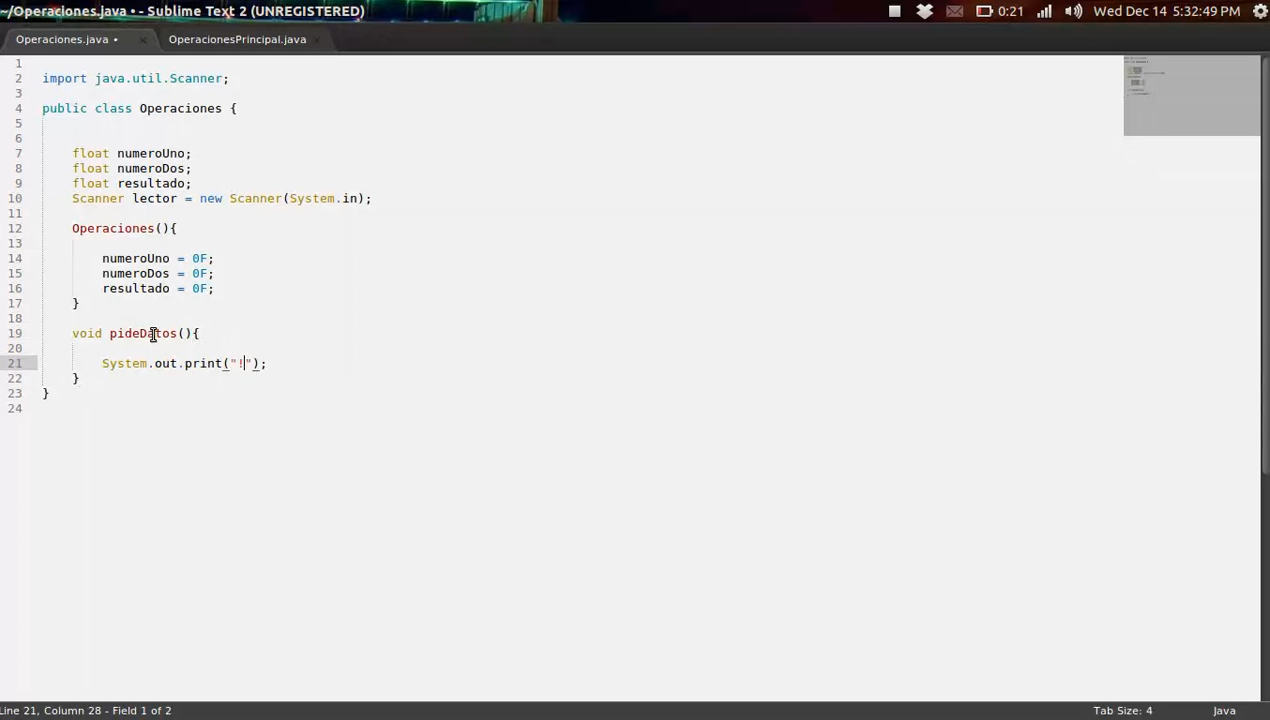 ~/Operaciones.java • - Sublime Text 2 (UNREGISTERED)
0:21
Wed Dec 14 5:32:49 PM
Operaciones.java •
OperacionesPrincipal.java
1
2 import java.util.Scanner;
3
4 public class Operaciones {
5
6
7 float numeroUno;
8 float numeroDos;
9 float resultado;
10 Scanner lector = new Scanner(System.in);
11
12 Operaciones(){
13
14 numeroUno = 0F;
15 numeroDos = 0F;
16 resultado = 0F;
17 }
18
19 void pideDatos(){
20
21 System.out.print("!");
22 }
23 }
24
Line 21, Column 28 - Field 1 of 2
Tab Size: 4
Java